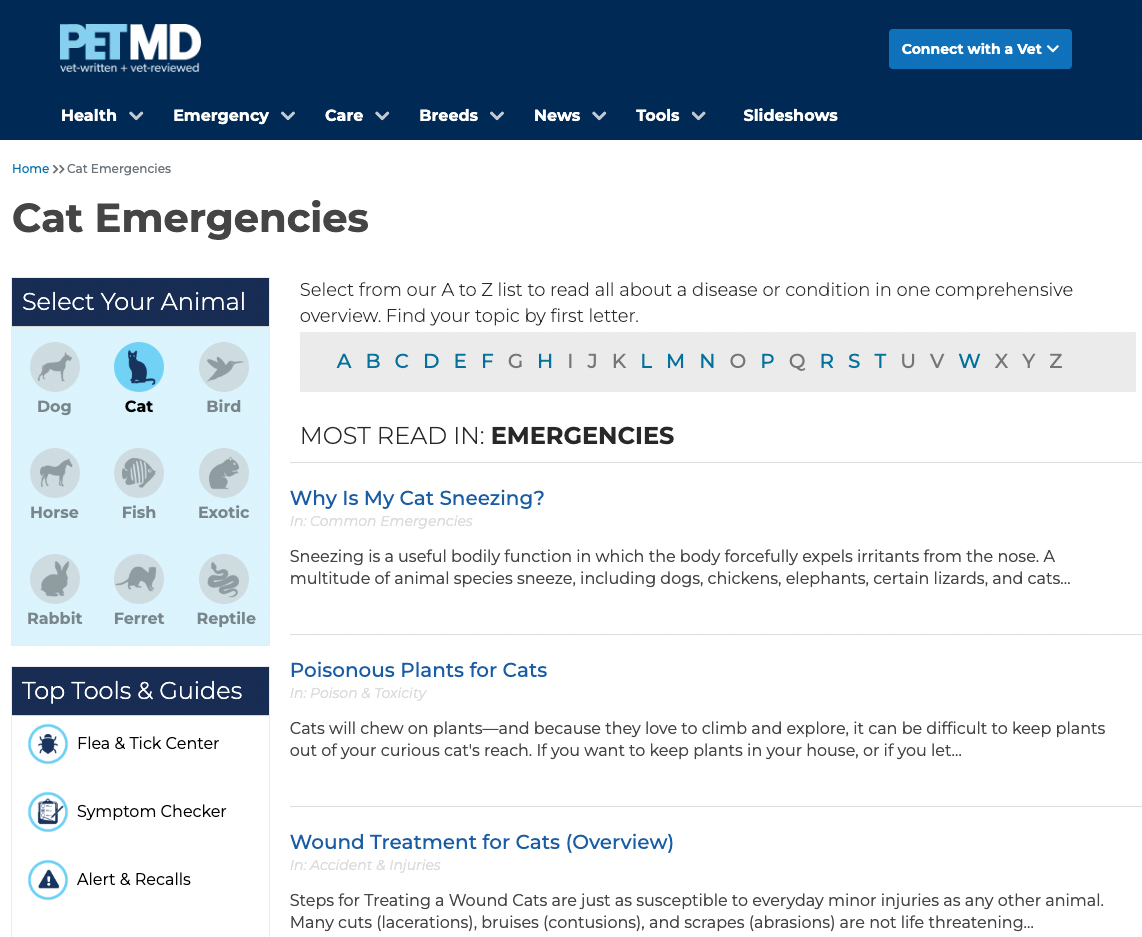 PETMD
vet-written + vet-reviewed
Connect with a Vet
Health Emergency Care Breeds News Tools Slideshows
Home >> Cat Emergencies
Cat Emergencies
Select Your Animal
Dog Cat Bird
Horse Fish Exotic
Rabbit Ferret Reptile
Top Tools & Guides
Flea & Tick Center
Symptom Checker
Alert & Recalls
Select from our A to Z list to read all about a disease or condition in one comprehensive
overview. Find your topic by first letter.
A B C D E F G H I J K L M N O P Q R S T U V W X Y Z
MOST READ IN: EMERGENCIES
Why Is My Cat Sneezing?
In: Common Emergencies
Sneezing is a useful bodily function in which the body forcefully expels irritants from the nose. A
multitude of animal species sneeze, including dogs, chickens, elephants, certain lizards, and cats...
Poisonous Plants for Cats
In: Poison & Toxicity
Cats will chew on plants—and because they love to climb and explore, it can be difficult to keep plants
out of your curious cat's reach. If you want to keep plants in your house, or if you let...
Wound Treatment for Cats (Overview)
In: Accident & Injuries
Steps for Treating a Wound Cats are just as susceptible to everyday minor injuries as any other animal.
Many cuts (lacerations), bruises (contusions), and scrapes (abrasions) are not life threatening...